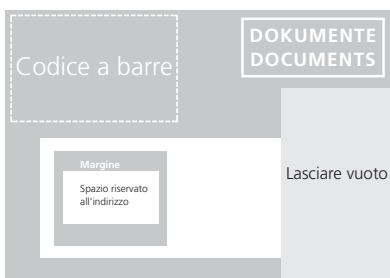 DOKUMENTE
DOCUMENTS
Codice a barre
Margine
Spazio riservato
all'indirizzo
Lasciare vuoto